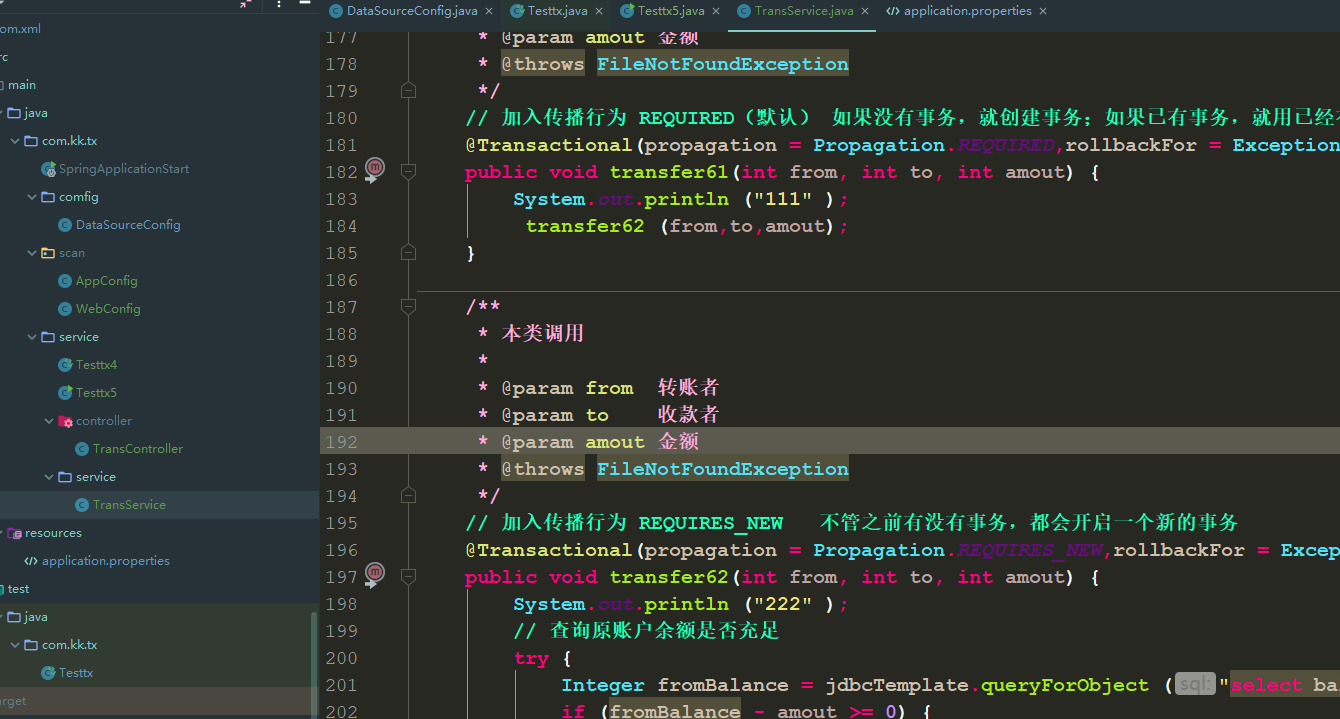 DataSourceConfig.java × Testtx.java × Testtx5.java × TransService.java × application.properties ×
om.xml
rc
main
java
com.kk.tx
SpringApplicationStart
comfig
DataSourceConfig
scan
AppConfig
WebConfig
service
Testtx4
Testtx5
controller
TransController
service
TransService
resources
application.properties
test
java
com.kk.tx
Testtx
arget
177 * @param amout 金额
178 * @throws FileNotFoundException
179 */
180 // 加入传播行为 REQUIRED（默认） 如果没有事务，就创建事务；如果已有事务，就用已经
181 @Transactional(propagation = Propagation.REQUIRED,rollbackFor = Exception
182 public void transfer61(int from, int to, int amout) {
183 System.out.println ("111" );
184 transfer62 (from,to,amout);
185 }
186
187 /**
188 * 本类调用
189 *
190 * @param from 转账者
191 * @param to 收款者
192 * @param amout 金额
193 * @throws FileNotFoundException
194 */
195 // 加入传播行为 REQUIRES_NEW 不管之前有没有事务，都会开启一个新的事务
196 @Transactional(propagation = Propagation.REQUIRES_NEW,rollbackFor = Excep
197 public void transfer62(int from, int to, int amout) {
198 System.out.println ("222" );
199 // 查询原账户余额是否充足
200 try {
201 Integer fromBalance = jdbcTemplate.queryForObject ( sql: "select ba
202 if (fromBalance - amout >= 0) {